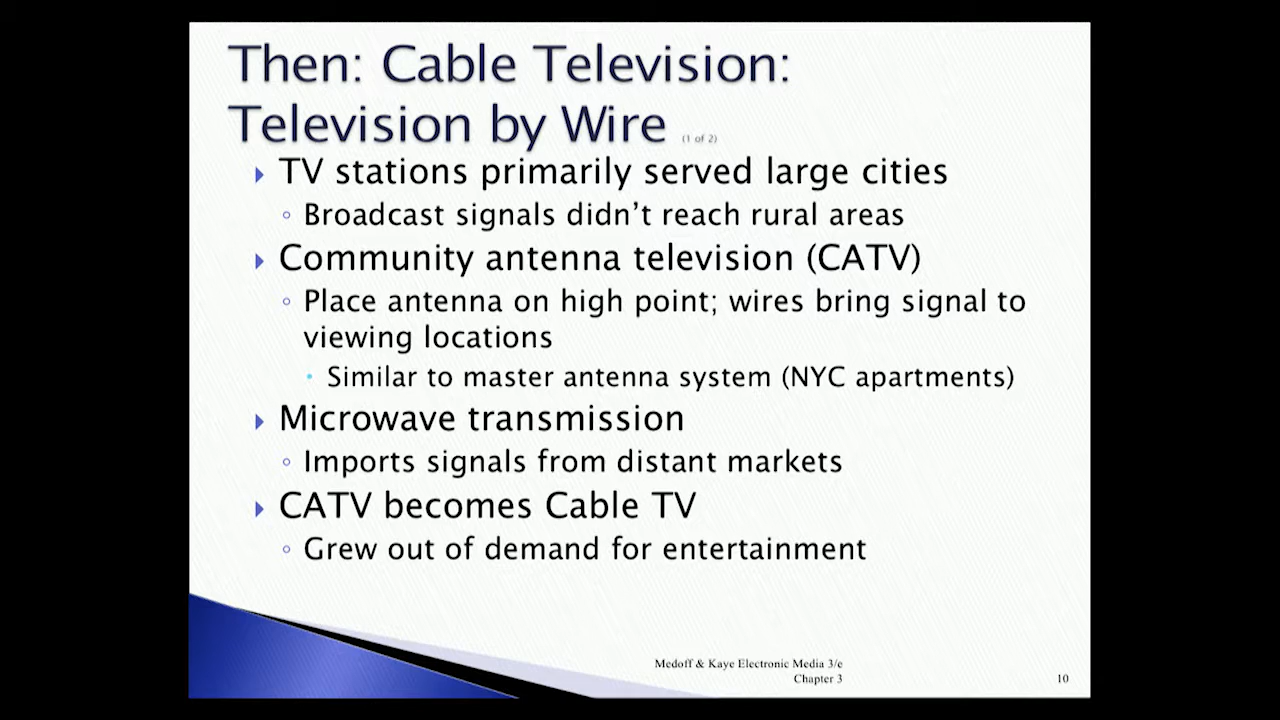 Then: Cable Television:
Television by Wire (1 of 2)
TV stations primarily served large cities
Broadcast signals didn’t reach rural areas
Community antenna television (CATV)
Place antenna on high point; wires bring signal to
viewing locations
Similar to master antenna system (NYC apartments)
Microwave transmission
Imports signals from distant markets
CATV becomes Cable TV
Grew out of demand for entertainment
Medoff & Kaye Electronic Media 3/e
Chapter 3
10